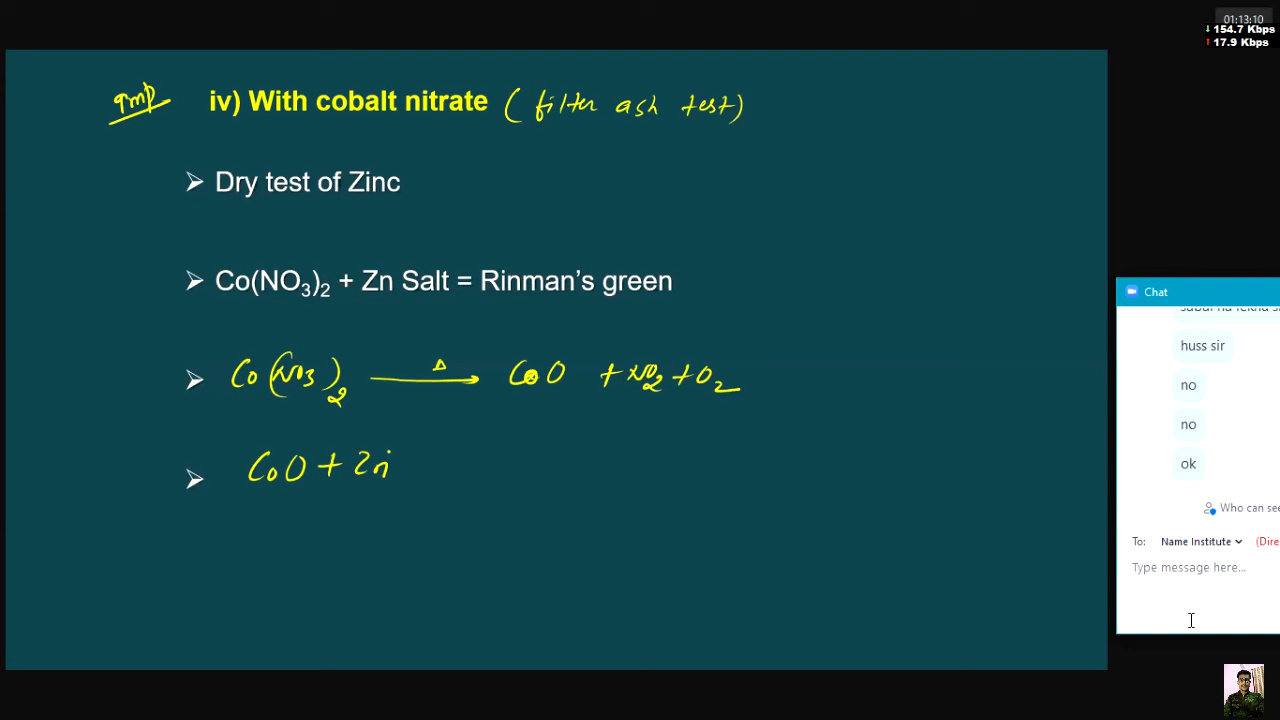 01:13:10
↓ 154.7 Kbps
↑ 17.9 Kbps
Imp iv) With cobalt nitrate (filter ash test)
➢ Dry test of Zinc
➢ Co(NO₃)₂ + Zn Salt = Rinman's green
➢ Co(NO3)₂ —Δ→ CoO + NO₂ + O₂
➢ CoO + Zn
Chat
huss sir
no
no
ok
Who can see
To: Name Institute (Dire
Type message here...